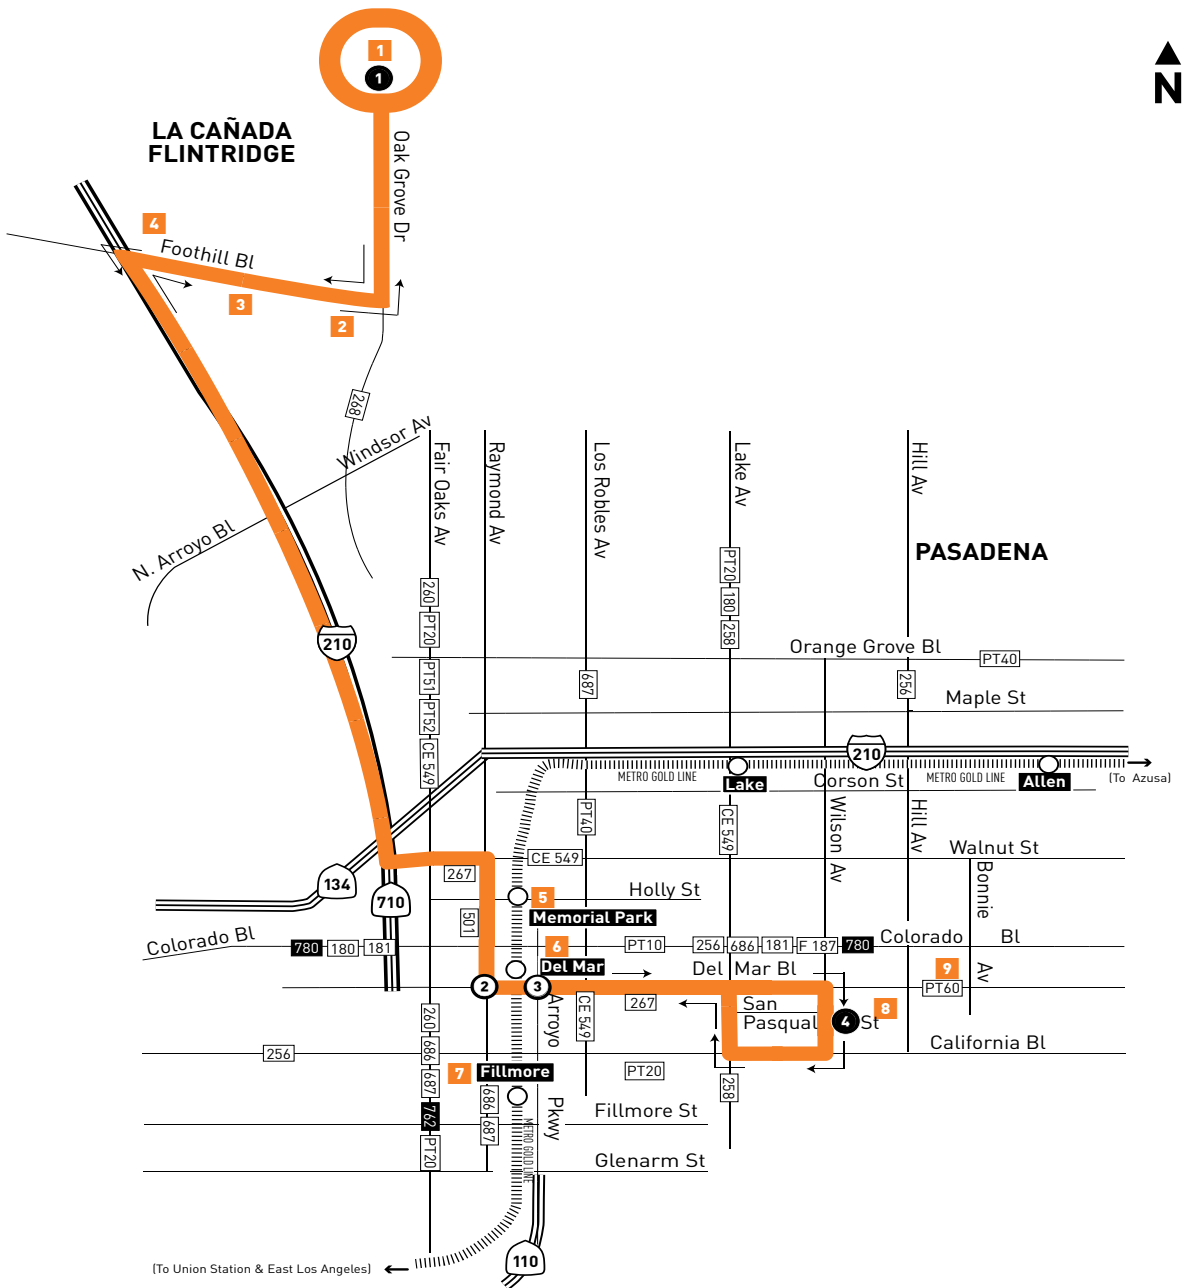 1
1
N
LA CAÑADA
FLINTRIDGE
Oak Grove Dr
4
Foothill Bl
3
2
268
Windsor Av
N. Arroyo Bl
Fair Oaks Av
Raymond Av
Los Robles Av
Lake Av
Hill Av
PASADENA
260
PT20
PT51
PT52
CE 549
PT20
180
258
210
Orange Grove Bl
PT40
687
256
Maple St
210
METRO GOLD LINE
Lake
Corson St
METRO GOLD LINE
Allen
(To Azusa)
PT40
CE 549
Wilson Av
Hill Av
CE 549
Walnut St
267
134
710
5
Holly St
Bonnie Av
501
Memorial Park
Colorado Bl
780
180
181
6
PT10
256
686
181
F 187
780
Colorado Bl
Del Mar
Del Mar Bl
9
PT60
2
3
267
San
Pasqual St
4
8
Arroyo Pkwy
CE 549
260
686
687
762
PT20
256
California Bl
7
Fillmore
PT20
258
686
687
Fillmore St
METRO GOLD LINE
Glenarm St
110
(To Union Station & East Los Angeles)